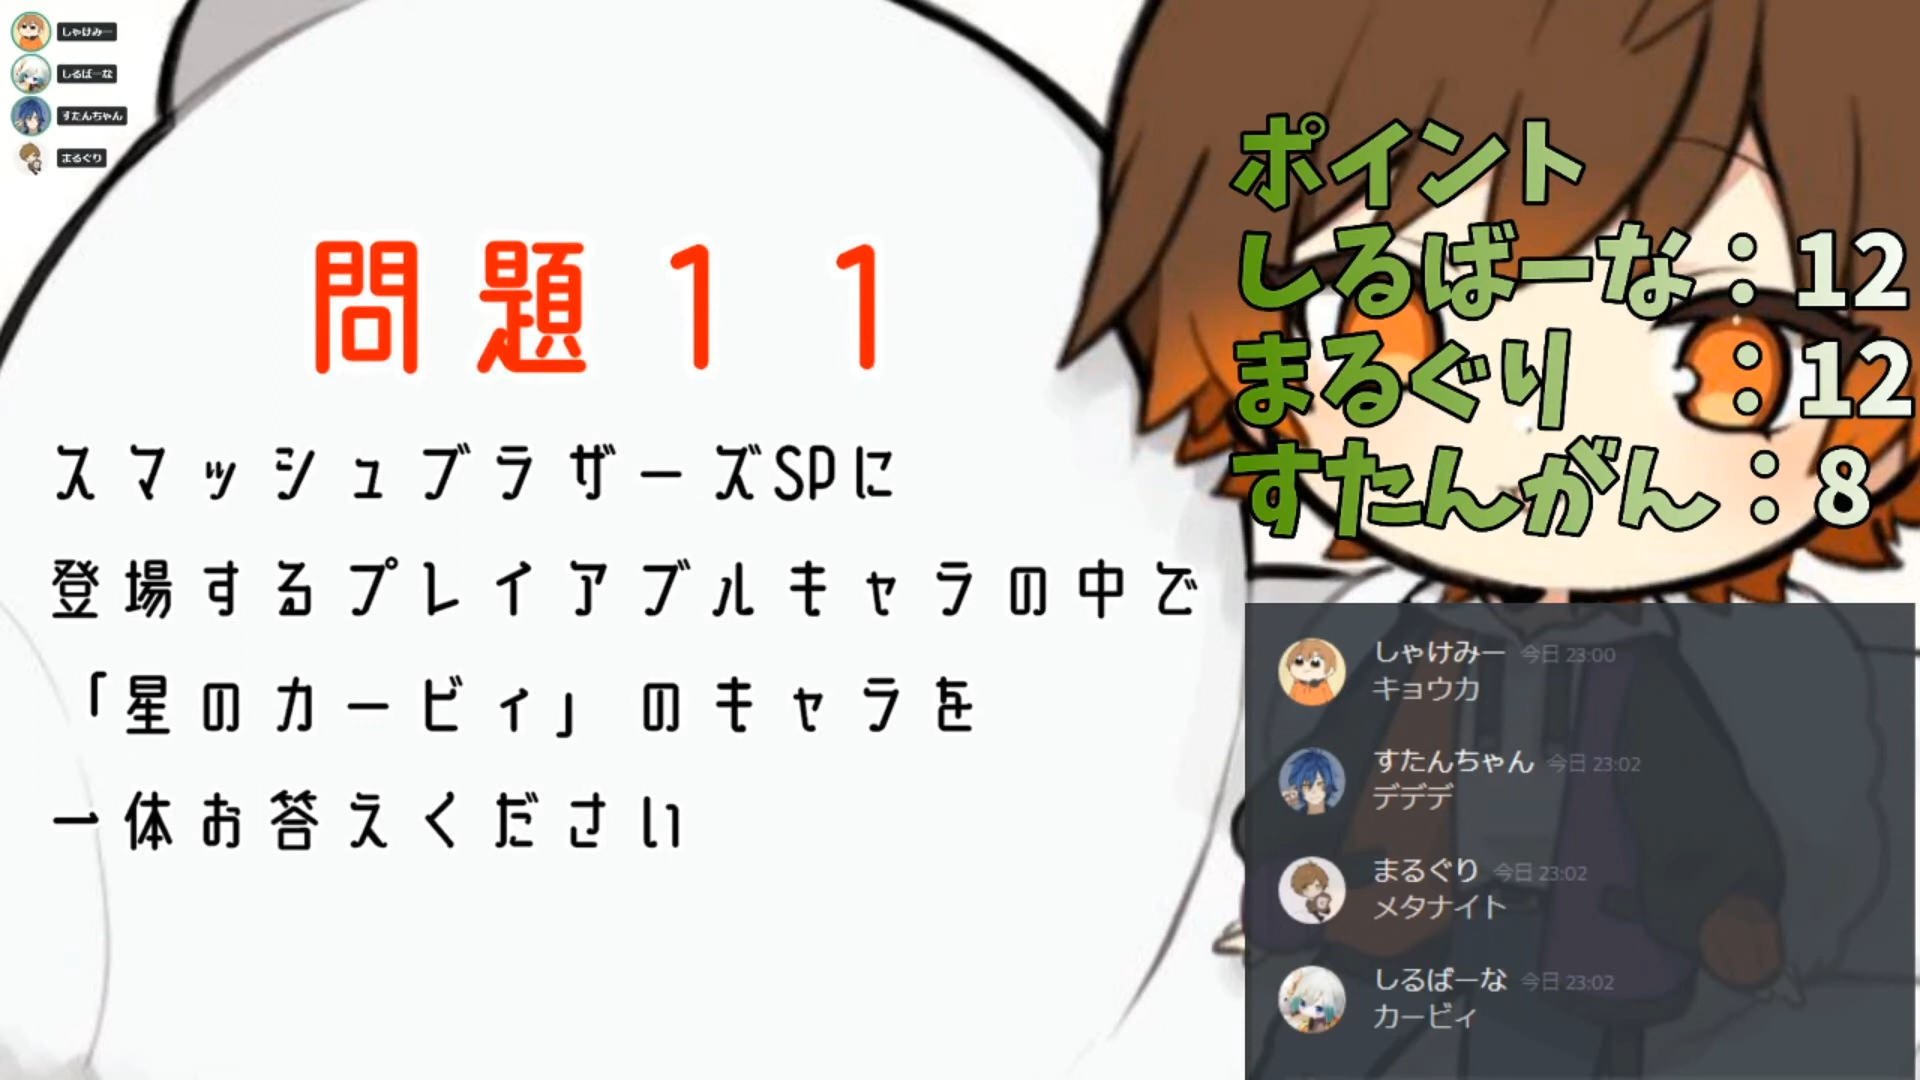 しゃけみー
しるばーな
すたんちゃん
まるぐり
問題１１
スマッシュブラザーズSPに
登場するプレイアブルキャラの中で
「星のカービィ」のキャラを
一体お答えください
ポイント
しるばーな：12
まるぐり　：12
すたんがん：8
しゃけみー 今日 23:00
キョウカ
すたんちゃん 今日 23:02
デデデ
まるぐり 今日 23:02
メタナイト
しるばーな 今日 23:02
カービィ